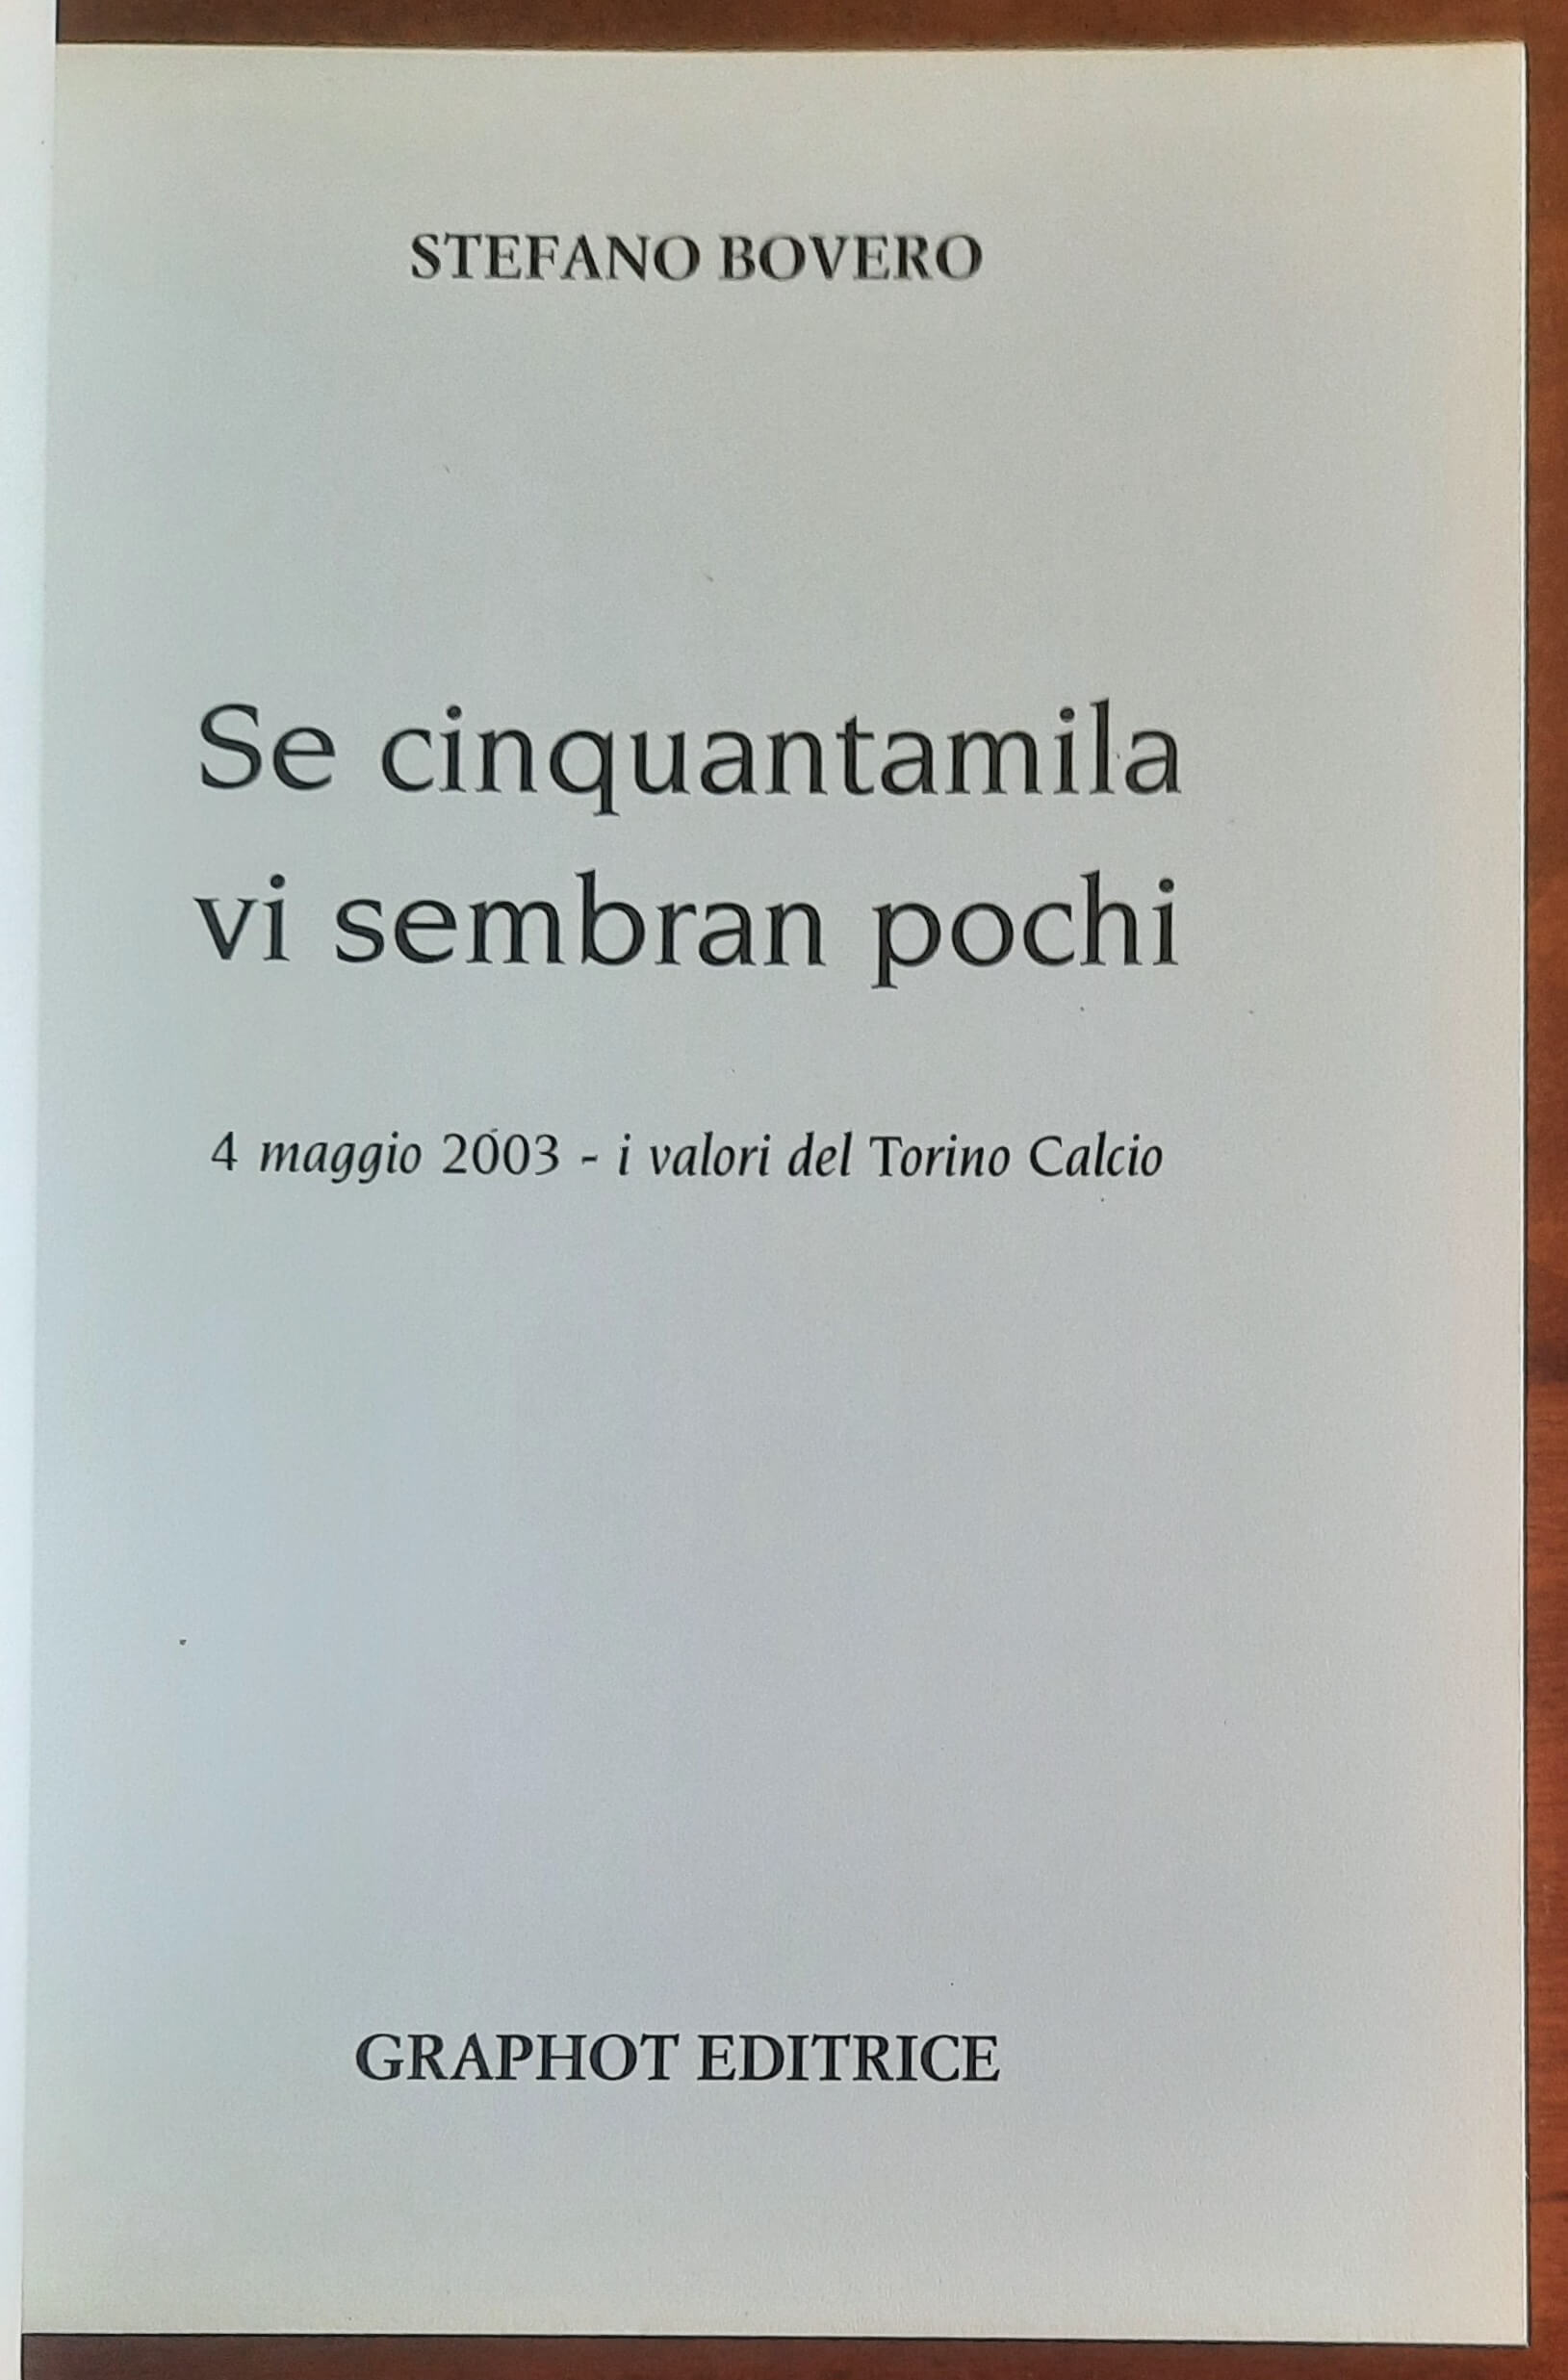 STEFANO BOVERO
Se cinquantamila
vi sembran pochi
4 maggio 2003 - i valori del Torino Calcio
GRAPHOT EDITRICE